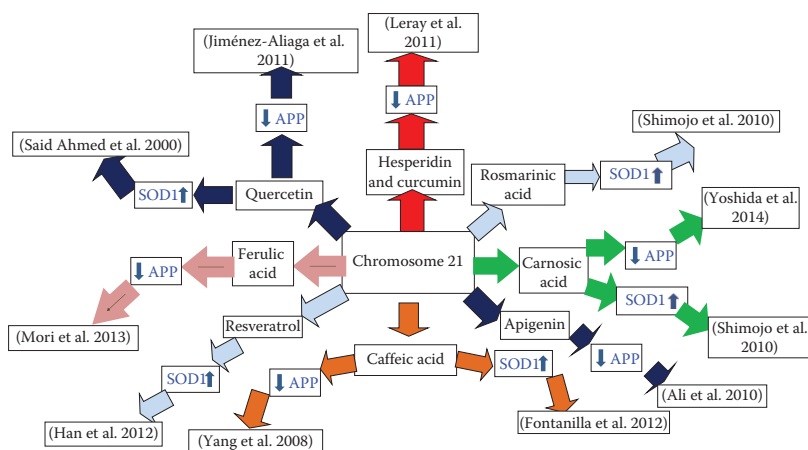 (Leray et al.
2011)
(Jiménez-Aliaga et al.
2011)
⬇ APP
⬇ APP
(Shimojo et al. 2010)
(Said Ahmed et al. 2000)
Hesperidin
and curcumin
Rosmarinic
acid
SOD1⬆
SOD1⬆
Quercetin
(Yoshida et al.
2014)
Ferulic
acid
Chromosome 21
Carnosic
acid
⬇ APP
⬇ APP
SOD1⬆
(Mori et al. 2013)
Resveratrol
Apigenin
(Shimojo et al.
2010)
Caffeic acid
SOD1⬆
⬇ APP
SOD1⬆
⬇ APP
(Ali et al. 2010)
(Han et al. 2012)
(Yang et al. 2008)
(Fontanilla et al. 2012)